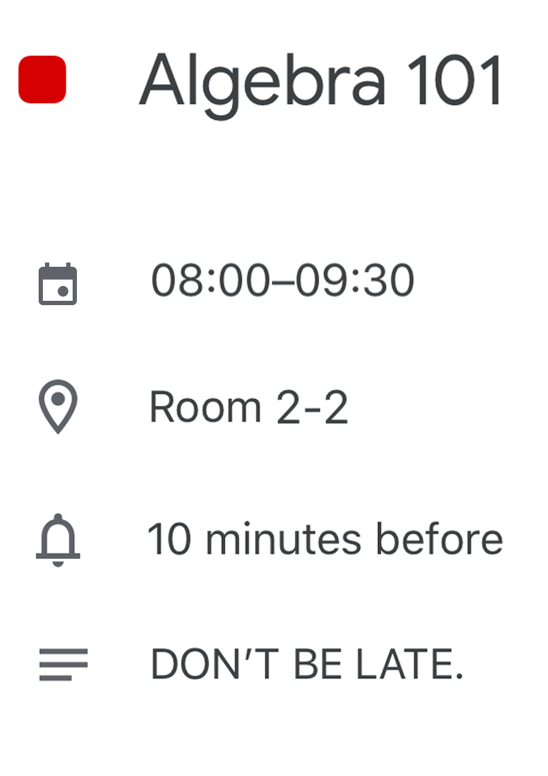 Algebra 101
08:00–09:30
Room 2-2
10 minutes before
DON’T BE LATE.